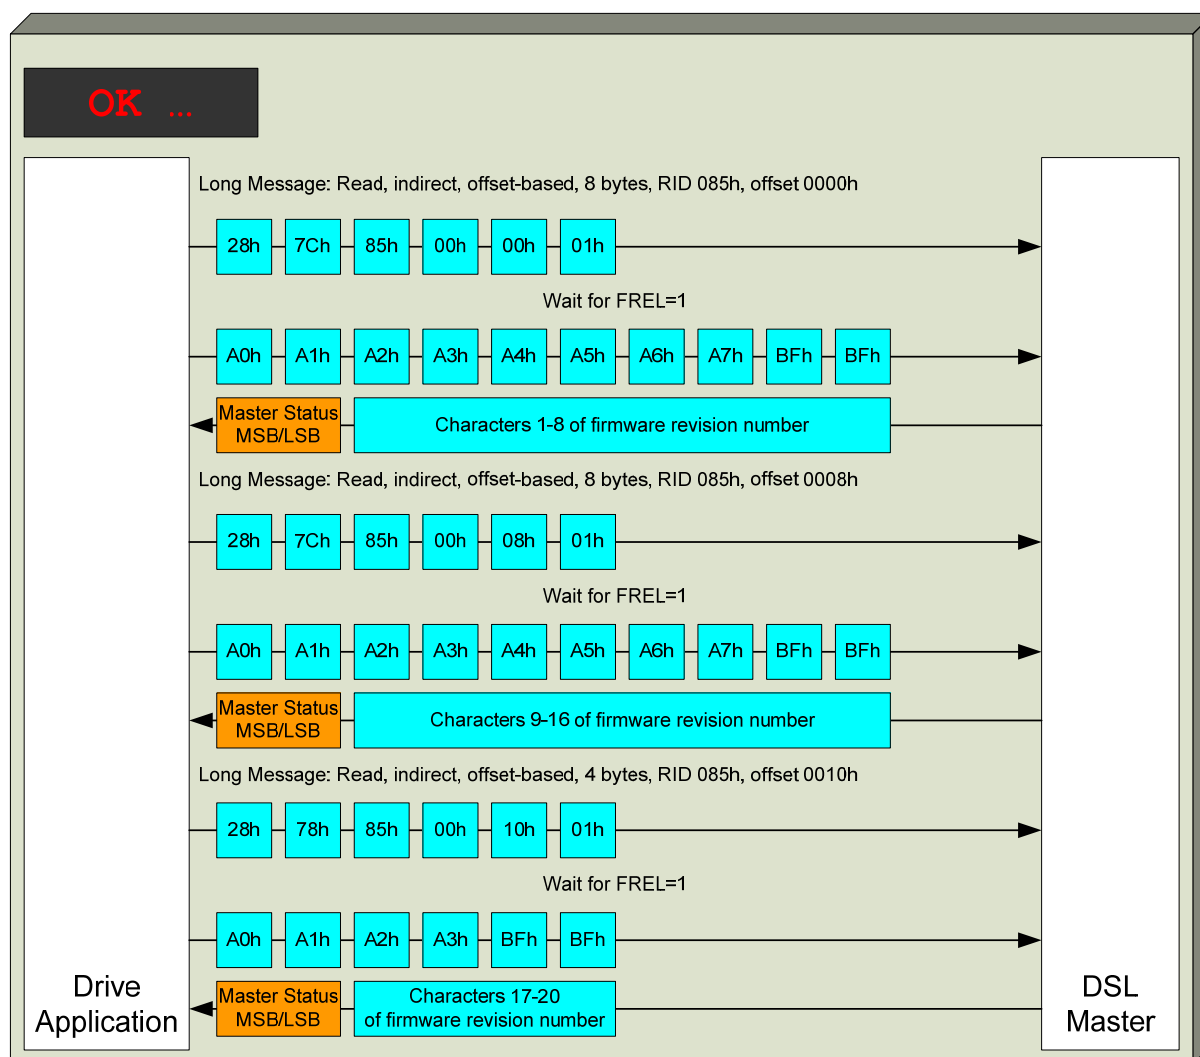 OK ...
Long Message: Read, indirect, offset-based, 8 bytes, RID 085h, offset 0000h
28h 7Ch 85h 00h 00h 01h
Wait for FREL=1
A0h A1h A2h A3h A4h A5h A6h A7h BFh BFh
Master Status
MSB/LSB
Characters 1-8 of firmware revision number
Long Message: Read, indirect, offset-based, 8 bytes, RID 085h, offset 0008h
28h 7Ch 85h 00h 08h 01h
Wait for FREL=1
A0h A1h A2h A3h A4h A5h A6h A7h BFh BFh
Master Status
MSB/LSB
Characters 9-16 of firmware revision number
Long Message: Read, indirect, offset-based, 4 bytes, RID 085h, offset 0010h
28h 78h 85h 00h 10h 01h
Wait for FREL=1
A0h A1h A2h A3h BFh BFh
Master Status
MSB/LSB
Characters 17-20
of firmware revision number
Drive
Application
DSL
Master